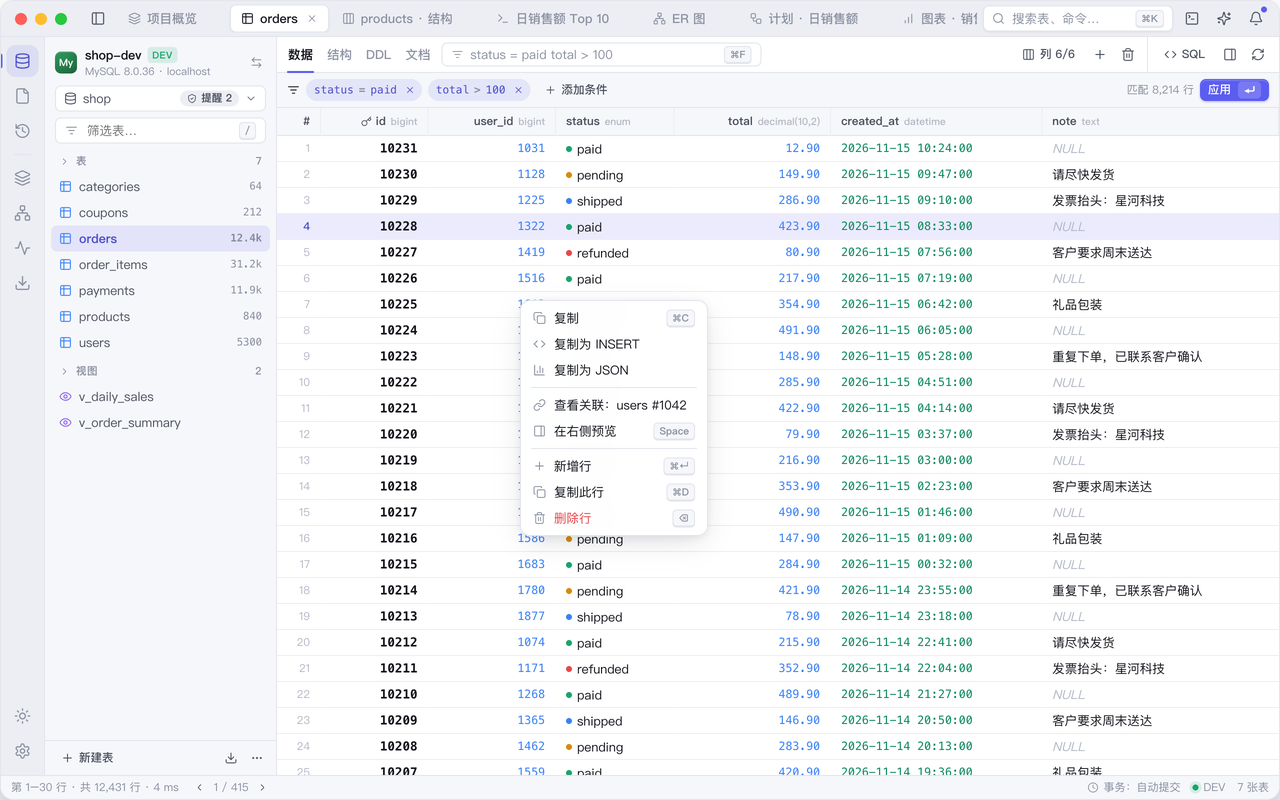 项目概览
orders
products · 结构
日销售额 Top 10
ER 图
计划 · 日销售额
图表 · 销
搜索表、命令… ⌘K
My
shop-dev DEV
MySQL 8.0.36 · localhost
shop 提醒 2
筛选表… /
表 7
categories 64
coupons 212
orders 12.4k
order_items 31.2k
payments 11.9k
products 840
users 5300
视图 2
v_daily_sales
v_order_summary
新建表
数据 结构 DDL 文档 status = paid total > 100 ⌘F 列 6/6 SQL
status = paid total > 100 添加条件 匹配 8,214 行 应用
# id bigint user_id bigint status enum total decimal(10,2) created_at datetime note text
1 10231 1031 paid 12.90 2026-11-15 10:24:00 NULL
2 10230 1128 pending 149.90 2026-11-15 09:47:00 请尽快发货
3 10229 1225 shipped 286.90 2026-11-15 09:10:00 发票抬头：星河科技
4 10228 1322 paid 423.90 2026-11-15 08:33:00 NULL
5 10227 1419 refunded 80.90 2026-11-15 07:56:00 客户要求周末送达
6 10226 1516 paid 217.90 2026-11-15 07:19:00 NULL
7 10225 354.90 2026-11-15 06:42:00 礼品包装
8 10224 491.90 2026-11-15 06:05:00 NULL
9 10223 148.90 2026-11-15 05:28:00 重复下单，已联系客户确认
10 10222 285.90 2026-11-15 04:51:00 NULL
11 10221 422.90 2026-11-15 04:14:00 请尽快发货
12 10220 79.90 2026-11-15 03:37:00 发票抬头：星河科技
13 10219 216.90 2026-11-15 03:00:00 NULL
14 10218 353.90 2026-11-15 02:23:00 客户要求周末送达
15 10217 490.90 2026-11-15 01:46:00 NULL
16 10216 1586 pending 147.90 2026-11-15 01:09:00 礼品包装
17 10215 1683 paid 284.90 2026-11-15 00:32:00 NULL
18 10214 1780 pending 421.90 2026-11-14 23:55:00 重复下单，已联系客户确认
19 10213 1877 shipped 78.90 2026-11-14 23:18:00 NULL
20 10212 1074 paid 215.90 2026-11-14 22:41:00 请尽快发货
21 10211 1171 refunded 352.90 2026-11-14 22:04:00 发票抬头：星河科技
22 10210 1268 paid 489.90 2026-11-14 21:27:00 NULL
23 10209 1365 shipped 146.90 2026-11-14 20:50:00 客户要求周末送达
24 10208 1462 pending 283.90 2026-11-14 20:13:00 NULL
25 10207 1559 paid 420.90 2026-11-14 19:36:00 礼品包装
复制 ⌘C
复制为 INSERT
复制为 JSON
查看关联：users #1042
在右侧预览 Space
新增行 ⌘↵
复制此行 ⌘D
删除行 ⌫
第 1–30 行 · 共 12,431 行 · 4 ms 1 / 415 事务：自动提交 DEV 7 张表